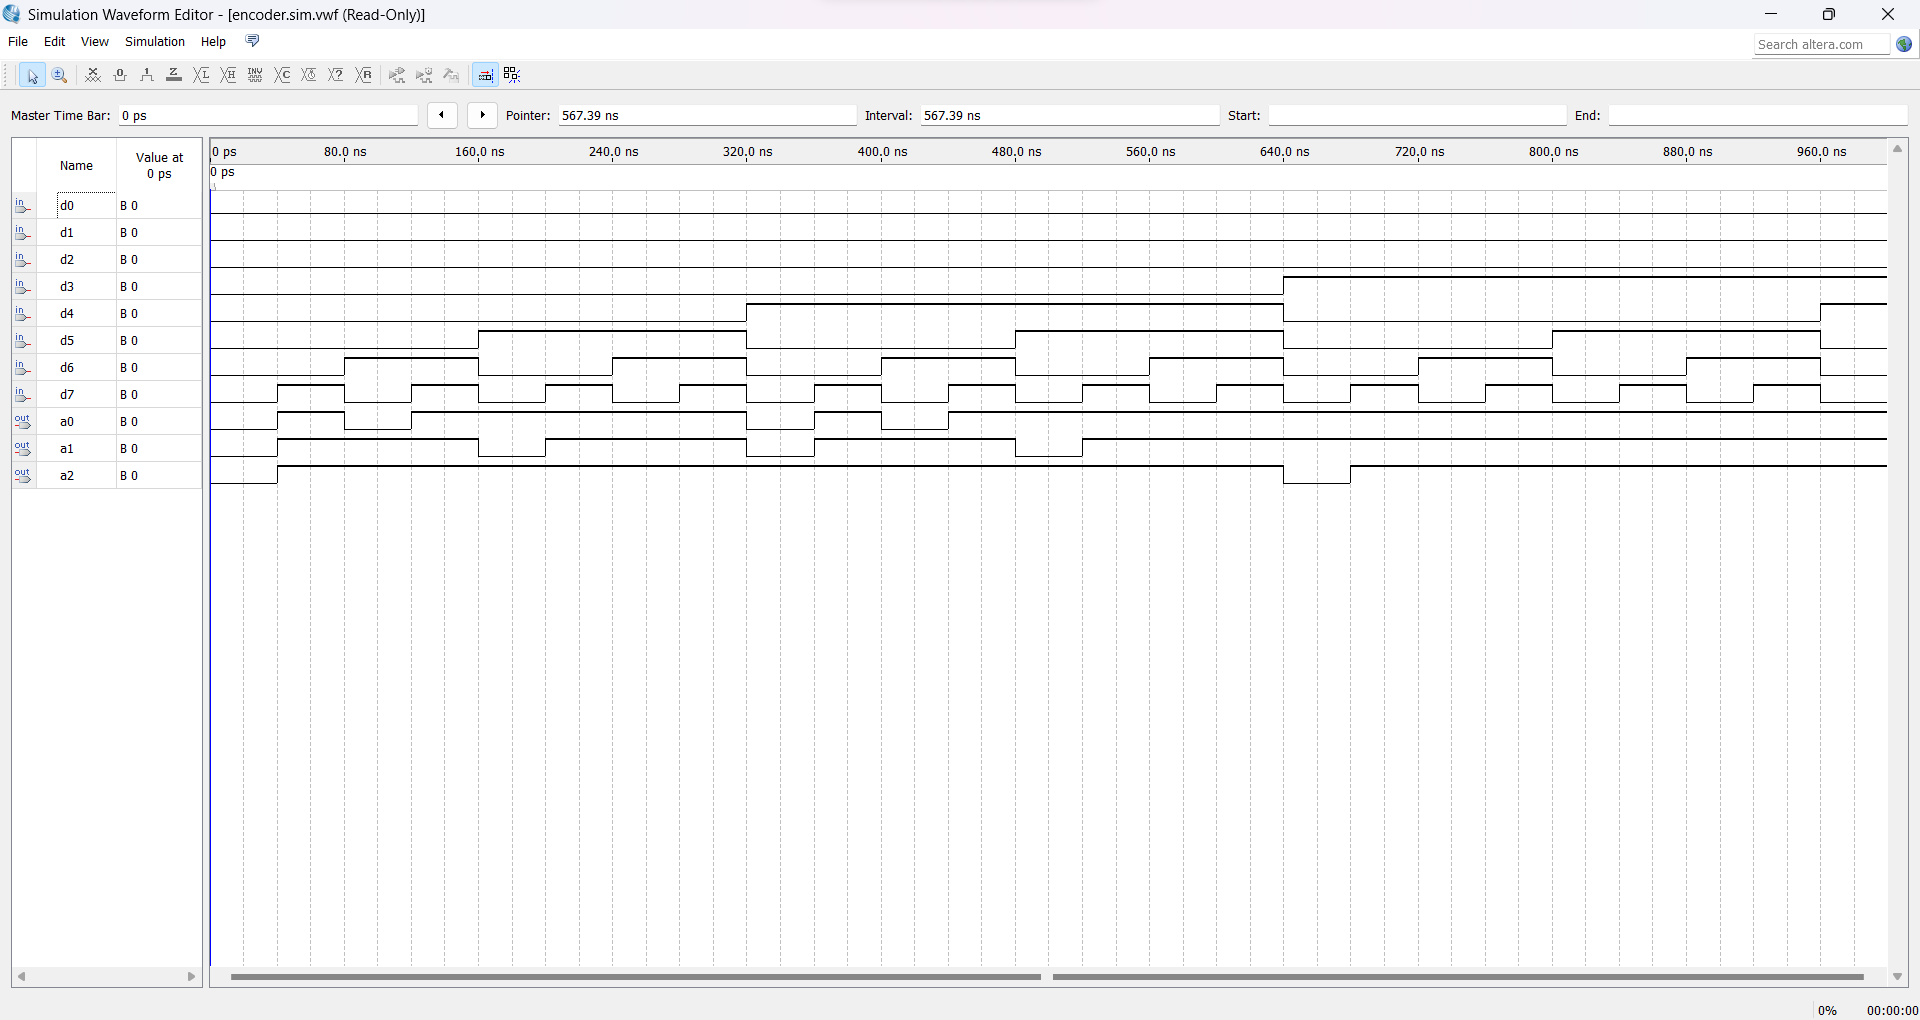 Simulation Waveform Editor - [encoder.sim.vwf (Read-Only)]
File Edit View Simulation Help
Search altera.com
Master Time Bar: 0 ps Pointer: 567.39 ns Interval: 567.39 ns Start: End:
Name Value at 0 ps
0 ps 80.0 ns 160.0 ns 240.0 ns 320.0 ns 400.0 ns 480.0 ns 560.0 ns 640.0 ns 720.0 ns 800.0 ns 880.0 ns 960.0 ns
0 ps
in d0 B 0
in d1 B 0
in d2 B 0
in d3 B 0
in d4 B 0
in d5 B 0
in d6 B 0
in d7 B 0
out a0 B 0
out a1 B 0
out a2 B 0
0% 00:00:00